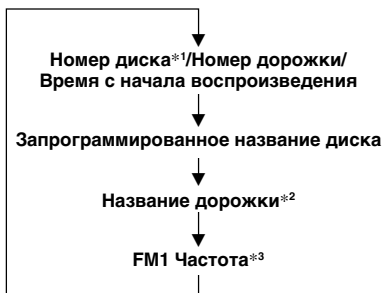 Номер диска*1/Номер дорожки/
Время с начала воспроизведения
Запрограммированное название диска
Название дорожки*2
FM1 Частота*3